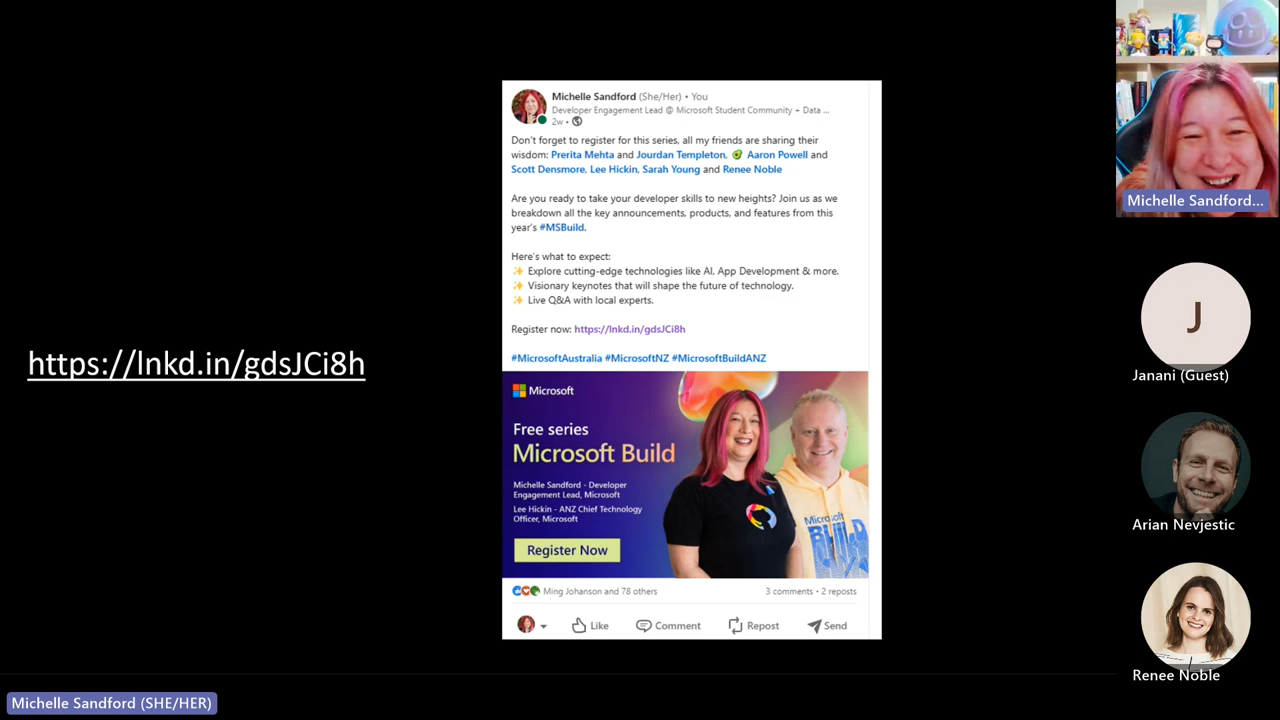 https://lnkd.in/gdsJCi8h
Michelle Sandford (She/Her) • You
Developer Engagement Lead @ Microsoft Student Community + Data ...
2w •
Don't forget to register for this series, all my friends are sharing their
wisdom: Prerita Mehta and Jourdan Templeton, 🥑 Aaron Powell and
Scott Densmore, Lee Hickin, Sarah Young and Renee Noble
Are you ready to take your developer skills to new heights? Join us as we
breakdown all the key announcements, products, and features from this
year's #MSBuild.
Here's what to expect:
✨ Explore cutting-edge technologies like AI, App Development & more.
✨ Visionary keynotes that will shape the future of technology.
✨ Live Q&A with local experts.
Register now: https://lnkd.in/gdsJCi8h
#MicrosoftAustralia #MicrosoftNZ #MicrosoftBuildANZ
Microsoft
Free series
Microsoft Build
Michelle Sandford - Developer
Engagement Lead, Microsoft
Lee Hickin - ANZ Chief Technology
Officer, Microsoft
Register Now
Microsoft
BUILD
Ming Johanson and 78 others
3 comments • 2 reposts
Like
Comment
Repost
Send
Michelle Sandford...
J
Janani (Guest)
Arian Nevjestic
Renee Noble
Michelle Sandford (SHE/HER)